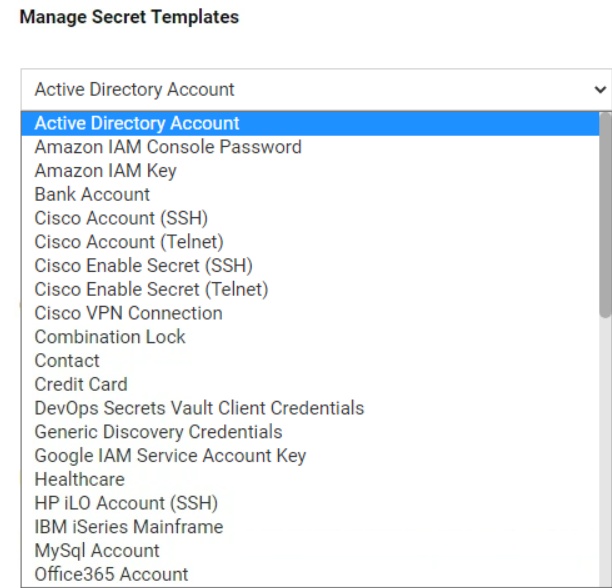 Manage Secret Templates
Active Directory Account
Active Directory Account
Amazon IAM Console Password
Amazon IAM Key
Bank Account
Cisco Account (SSH)
Cisco Account (Telnet)
Cisco Enable Secret (SSH)
Cisco Enable Secret (Telnet)
Cisco VPN Connection
Combination Lock
Contact
Credit Card
DevOps Secrets Vault Client Credentials
Generic Discovery Credentials
Google IAM Service Account Key
Healthcare
HP iLO Account (SSH)
IBM iSeries Mainframe
MySql Account
Office365 Account